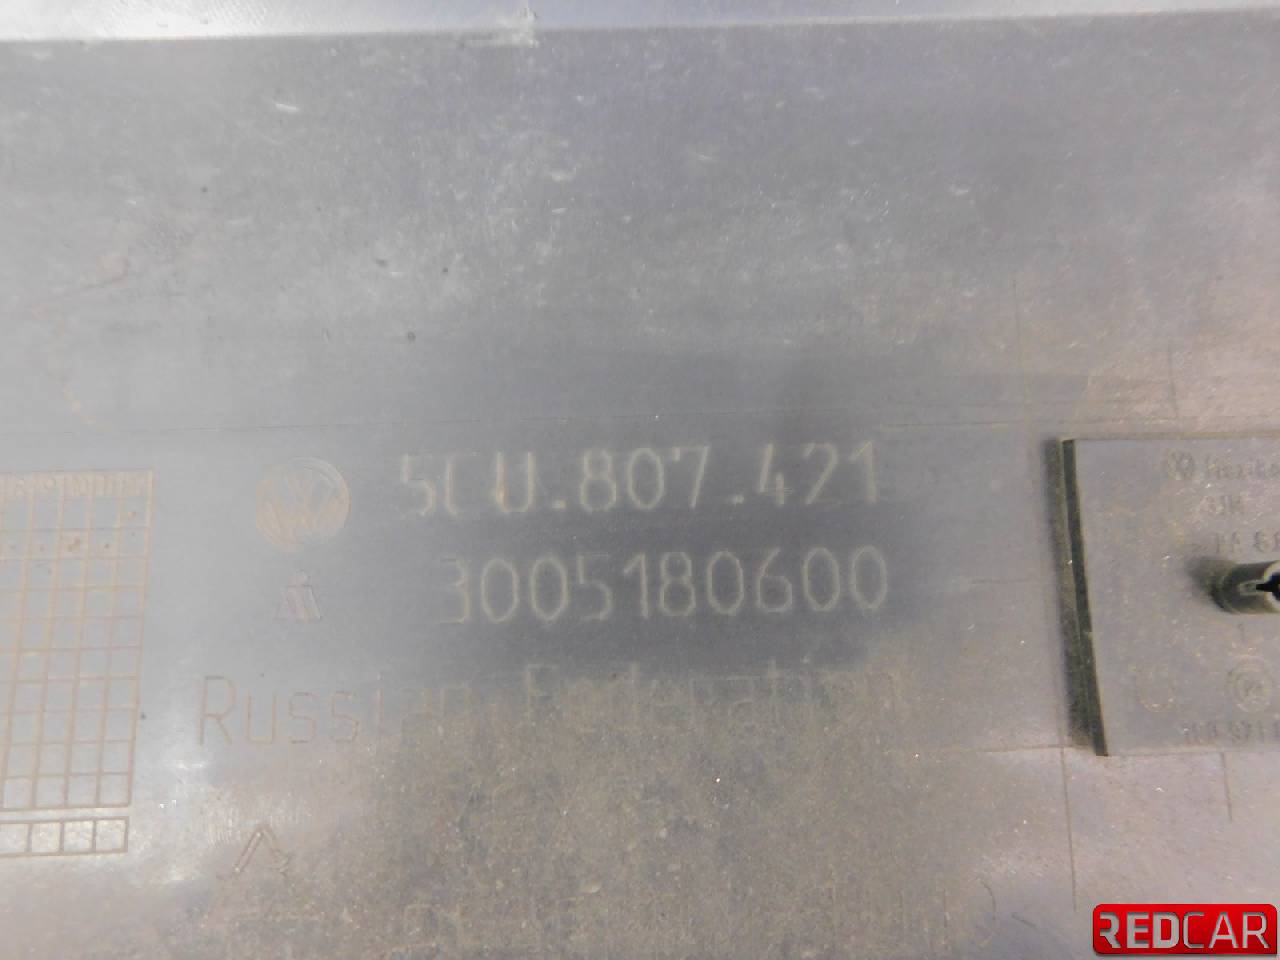 5CU.807.421
3005180600
Russian Federation
REDCAR